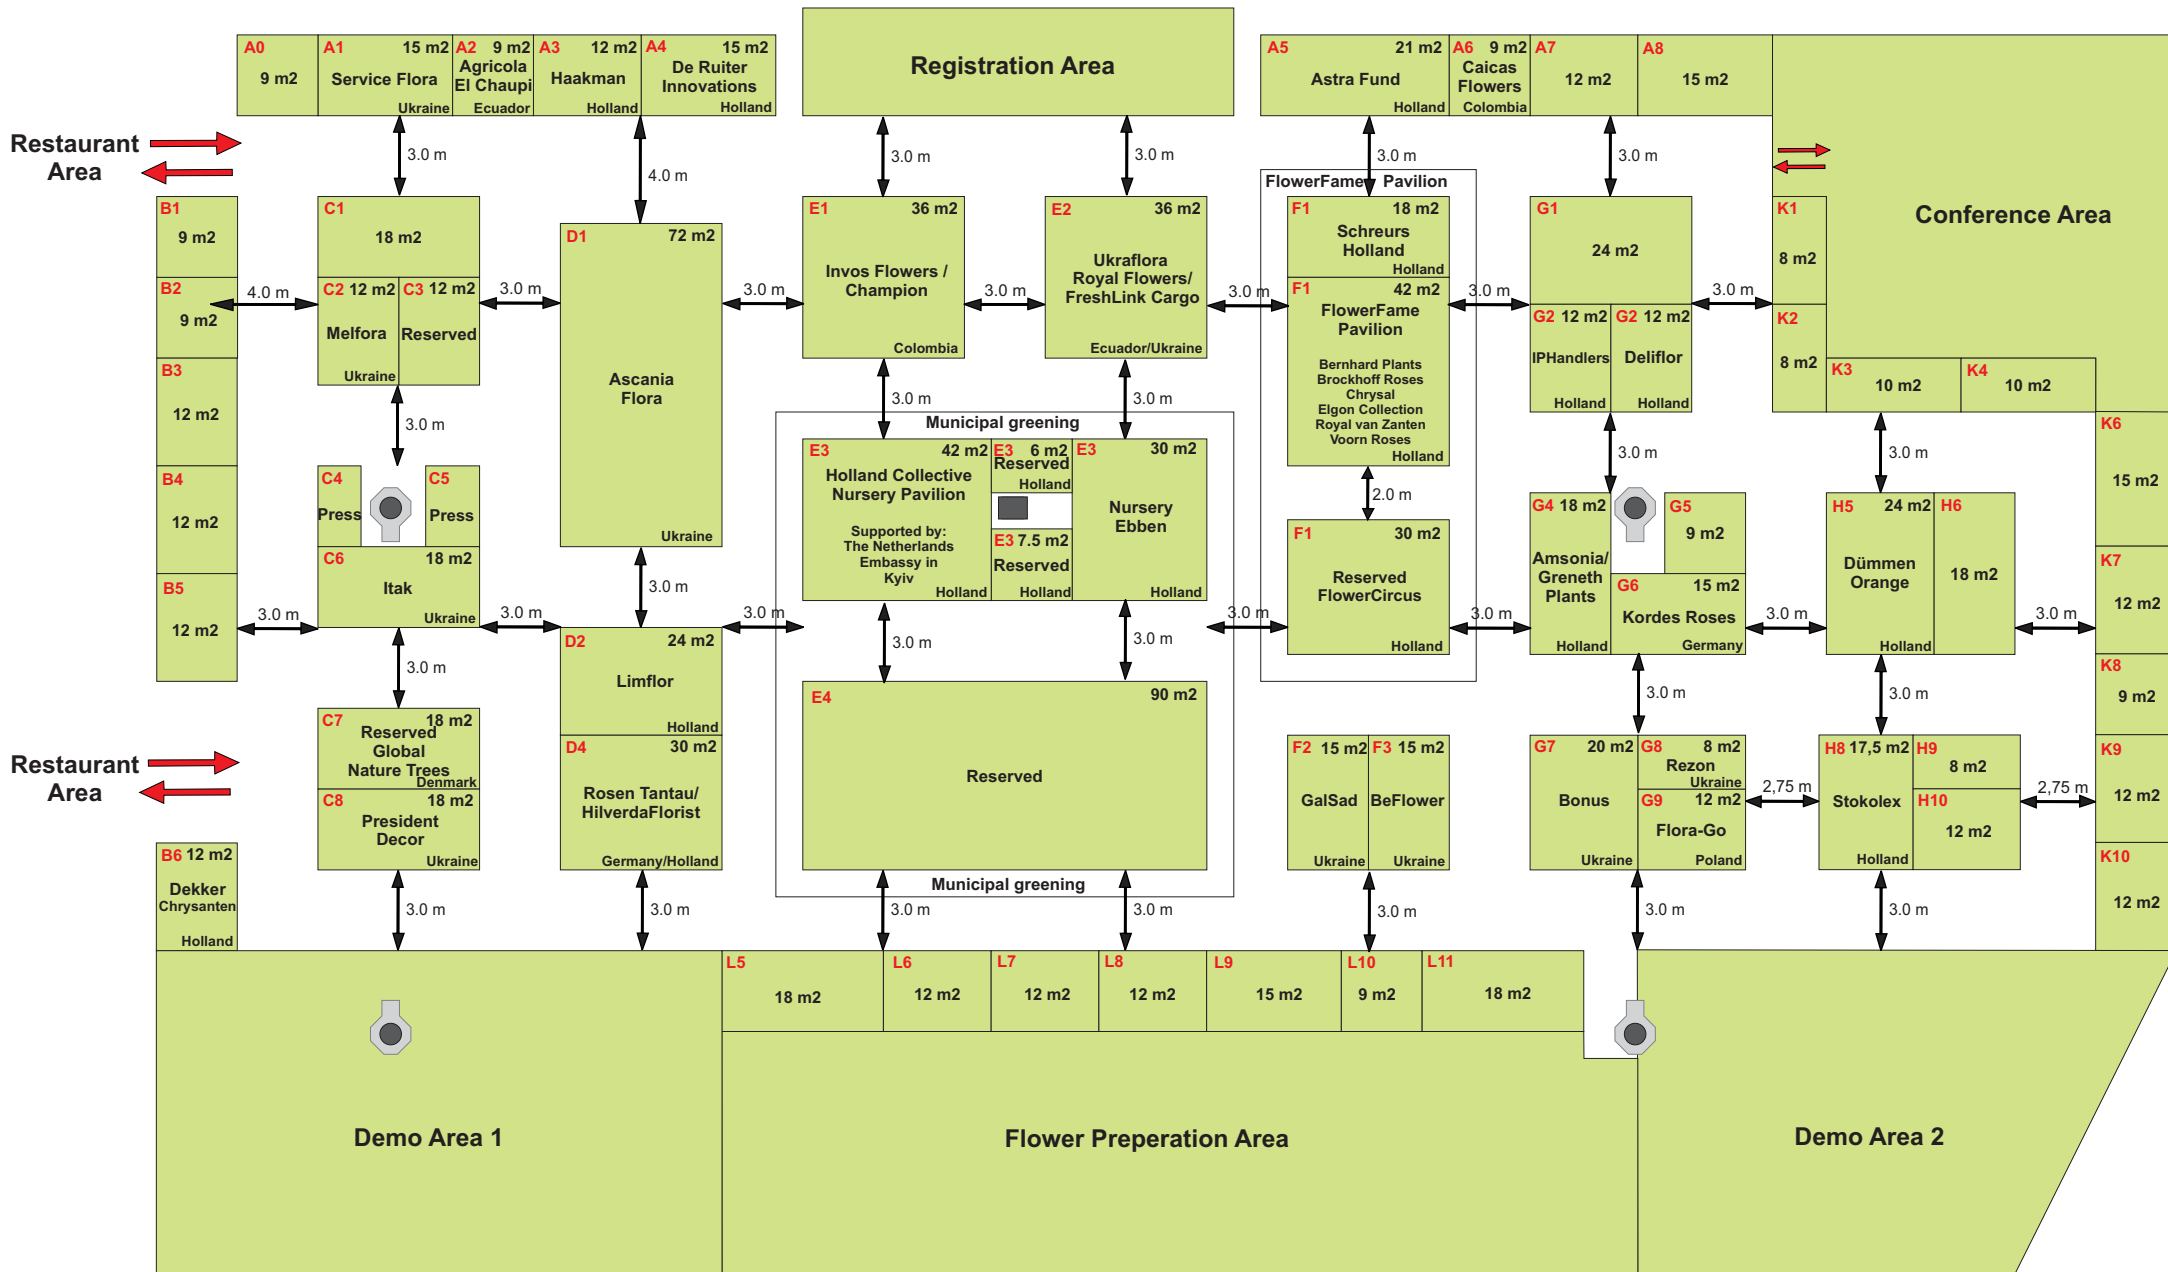 A0
9 m2
A1 15 m2
Service Flora
Ukraine
A2 9 m2
Agricola
El Chaupi
Ecuador
A3 12 m2
Haakman
Holland
A4 15 m2
De Ruiter
Innovations
Holland
Registration Area
A5 21 m2
Astra Fund
Holland
A6 9 m2
Caicas
Flowers
Colombia
A7
12 m2
A8
15 m2
Conference Area
Restaurant
Area
3.0 m
4.0 m
3.0 m
3.0 m
3.0 m
3.0 m
B1
9 m2
B2
9 m2
B3
12 m2
B4
12 m2
B5
12 m2
4.0 m
3.0 m
C1
18 m2
C2 12 m2
Melfora
Ukraine
C3 12 m2
Reserved
3.0 m
3.0 m
C4
Press
C5
Press
C6 18 m2
Itak
Ukraine
3.0 m
3.0 m
D1 72 m2
Ascania
Flora
Ukraine
3.0 m
3.0 m
3.0 m
E1 36 m2
Invos Flowers /
Champion
Colombia
3.0 m
E2 36 m2
Ukraflora
Royal Flowers/
FreshLink Cargo
Ecuador/Ukraine
3.0 m
3.0 m
3.0 m
FlowerFame Pavilion
F1 18 m2
Schreurs
Holland
Holland
F1 42 m2
FlowerFame
Pavilion
Bernhard Plants
Brockhoff Roses
Chrysal
Elgon Collection
Royal van Zanten
Voorn Roses
Holland
2.0 m
F1 30 m2
Reserved
FlowerCircus
Holland
3.0 m
3.0 m
3.0 m
G1
24 m2
G2 12 m2
IPHandlers
Holland
G2 12 m2
Deliflor
Holland
3.0 m
3.0 m
K1
8 m2
K2
8 m2
K3
10 m2
K4
10 m2
3.0 m
K6
15 m2
K7
12 m2
K8
9 m2
K9
12 m2
K10
12 m2
Municipal greening
E3 42 m2
Holland Collective
Nursery Pavilion
Supported by:
The Netherlands
Embassy in
Kyiv
Holland
E3 6 m2
Reserved
Holland
E3 7.5 m2
Reserved
Holland
E3 30 m2
Nursery
Ebben
Holland
3.0 m
3.0 m
E4 90 m2
Reserved
Municipal greening
G4 18 m2
Amsonia/
Greneth
Plants
Holland
G5
9 m2
G6 15 m2
Kordes Roses
Germany
3.0 m
3.0 m
H5 24 m2
Dümmen
Orange
Holland
H6
18 m2
3.0 m
3.0 m
Restaurant
Area
B6 12 m2
Dekker
Chrysanten
Holland
C7 18 m2
Reserved
Global
Nature Trees
Denmark
C8 18 m2
President
Decor
Ukraine
D2 24 m2
Limflor
Holland
D4 30 m2
Rosen Tantau/
HilverdaFlorist
Germany/Holland
F2 15 m2
GalSad
Ukraine
F3 15 m2
BeFlower
Ukraine
G7 20 m2
Bonus
Ukraine
G8 8 m2
Rezon
Ukraine
G9 12 m2
Flora-Go
Poland
2,75 m
H8 17,5 m2
Stokolex
Holland
H9
8 m2
H10
12 m2
2,75 m
3.0 m
3.0 m
3.0 m
3.0 m
3.0 m
3.0 m
3.0 m
L5
18 m2
L6
12 m2
L7
12 m2
L8
12 m2
L9
15 m2
L10
9 m2
L11
18 m2
Demo Area 1
Flower Preperation Area
Demo Area 2